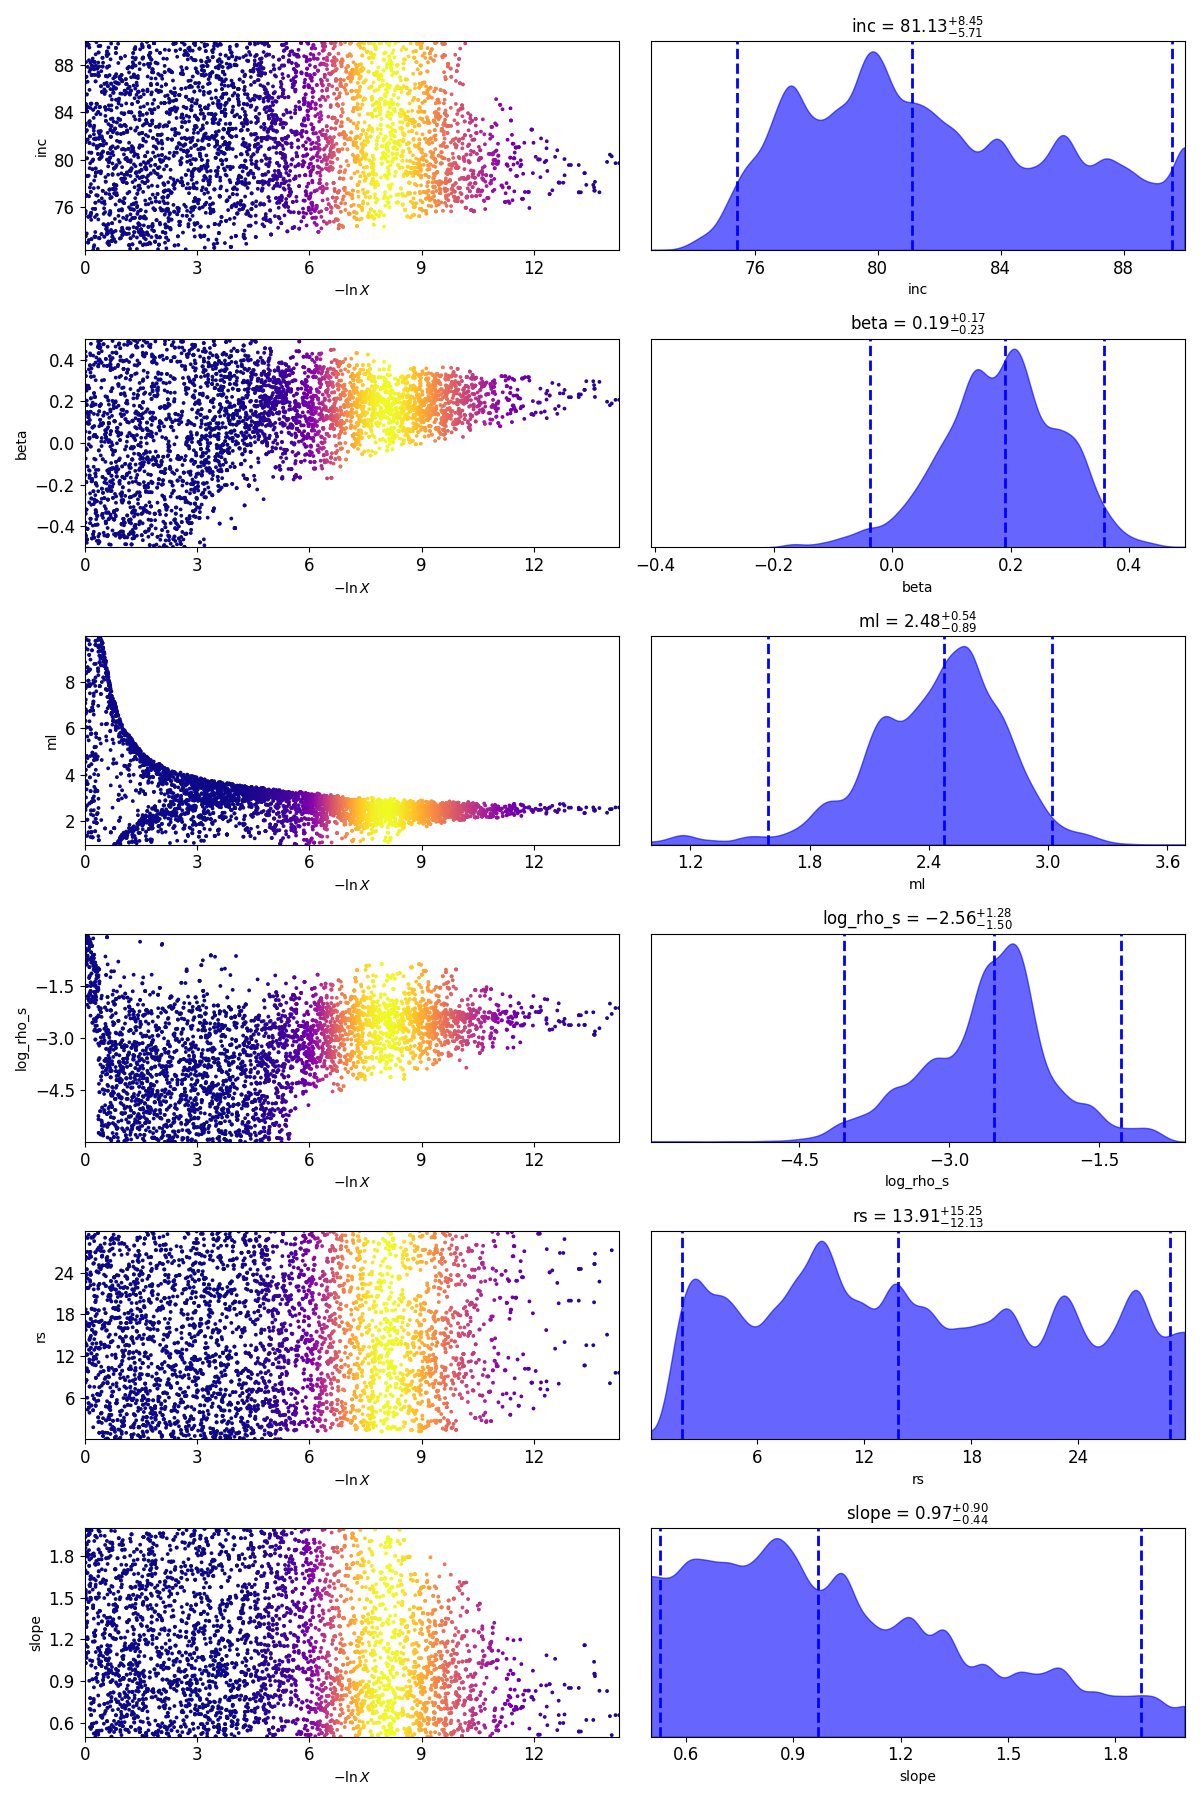 inc = 81.13 +8.45 −5.71
88
84
80
76
inc
0 3 6 9 12
−ln X
76 80 84 88
inc
beta = 0.19 +0.17 −0.23
0.4
0.2
0.0
−0.2
−0.4
beta
0 3 6 9 12
−ln X
−0.4 −0.2 0.0 0.2 0.4
beta
ml = 2.48 +0.54 −0.89
8
6
4
2
ml
0 3 6 9 12
−ln X
1.2 1.8 2.4 3.0 3.6
ml
log_rho_s = −2.56 +1.28 −1.50
−1.5
−3.0
−4.5
log_rho_s
0 3 6 9 12
−ln X
−4.5 −3.0 −1.5
log_rho_s
rs = 13.91 +15.25 −12.13
24
18
12
6
rs
0 3 6 9 12
−ln X
6 12 18 24
rs
slope = 0.97 +0.90 −0.44
1.8
1.5
1.2
0.9
0.6
slope
0 3 6 9 12
−ln X
0.6 0.9 1.2 1.5 1.8
slope